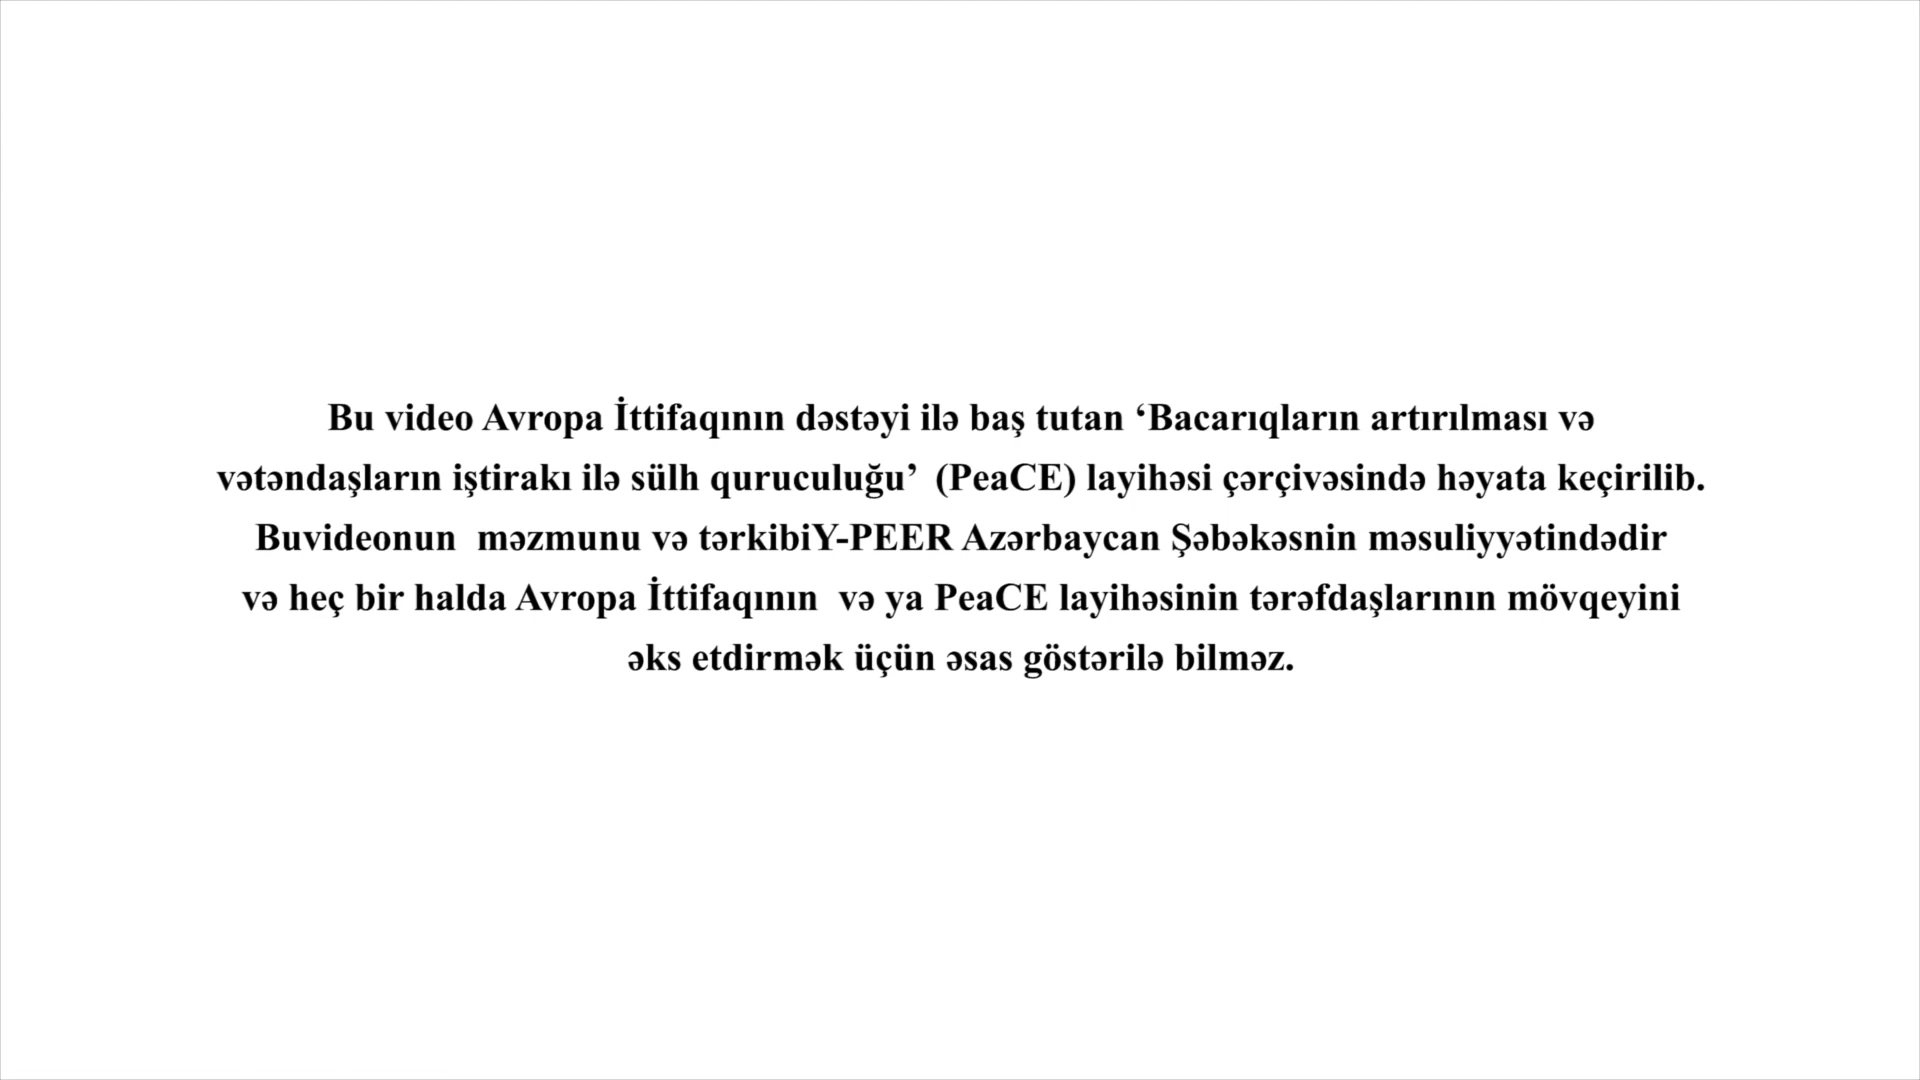 Bu video Avropa İttifaqının dəstəyi ilə baş tutan ‘Bacarıqların artırılması və
vətəndaşların iştirakı ilə sülh quruculuğu’  (PeaCE) layihəsi çərçivəsində həyata keçirilib.
Buvideonun  məzmunu və tərkibiY-PEER Azərbaycan Şəbəkəsnin məsuliyyətindədir
və heç bir halda Avropa İttifaqının  və ya PeaCE layihəsinin tərəfdaşlarının mövqeyini
əks etdirmək üçün əsas göstərilə bilməz.